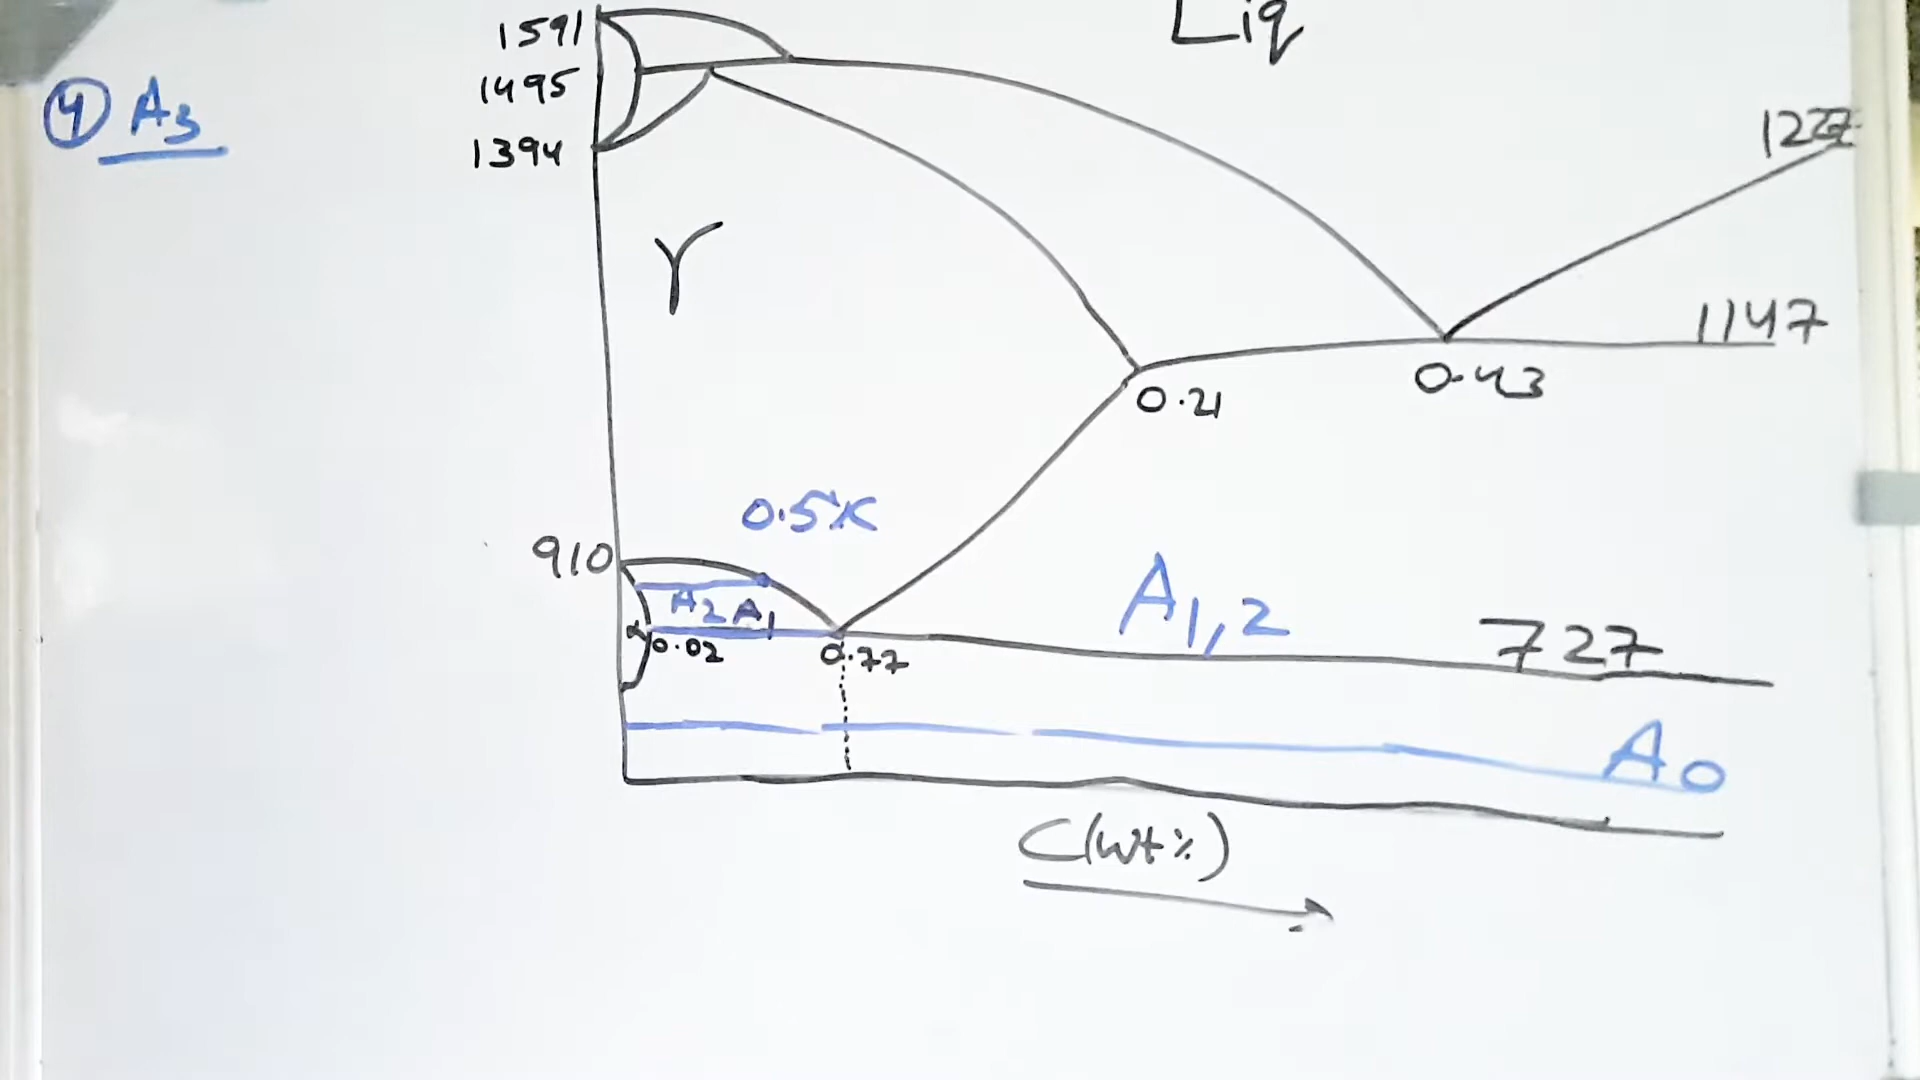 Liq
1591
1495
④ A3
1394
1227
γ
1147
0.43
0.21
0.5%
910
A1,2
A2 A1
727
α
0.02
0.77
A0
C(wt%)